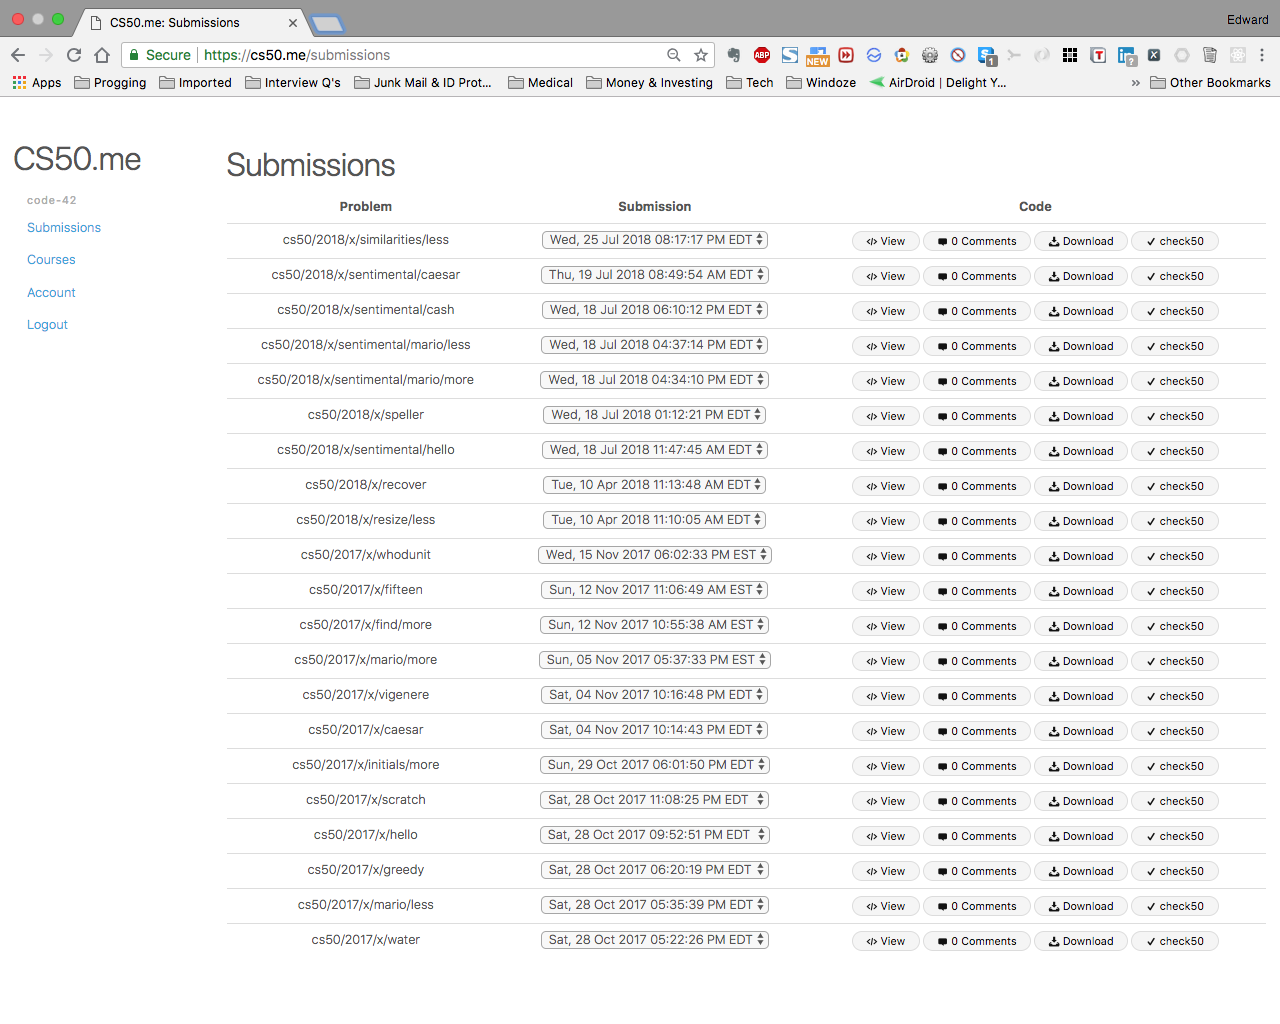 CS50.me: Submissions
Edward
Secure https://cs50.me/submissions
ABP NEW 1 T in ? X
Apps Progging Imported Interview Q's Junk Mail & ID Prot... Medical Money & Investing Tech Windoze AirDroid | Delight Y... » Other Bookmarks
CS50.me
code-42
Submissions
Courses
Account
Logout
Submissions
Problem Submission Code
cs50/2018/x/similarities/less Wed, 25 Jul 2018 08:17:17 PM EDT </> View 0 Comments Download check50
cs50/2018/x/sentimental/caesar Thu, 19 Jul 2018 08:49:54 AM EDT </> View 0 Comments Download check50
cs50/2018/x/sentimental/cash Wed, 18 Jul 2018 06:10:12 PM EDT </> View 0 Comments Download check50
cs50/2018/x/sentimental/mario/less Wed, 18 Jul 2018 04:37:14 PM EDT </> View 0 Comments Download check50
cs50/2018/x/sentimental/mario/more Wed, 18 Jul 2018 04:34:10 PM EDT </> View 0 Comments Download check50
cs50/2018/x/speller Wed, 18 Jul 2018 01:12:21 PM EDT </> View 0 Comments Download check50
cs50/2018/x/sentimental/hello Wed, 18 Jul 2018 11:47:45 AM EDT </> View 0 Comments Download check50
cs50/2018/x/recover Tue, 10 Apr 2018 11:13:48 AM EDT </> View 0 Comments Download check50
cs50/2018/x/resize/less Tue, 10 Apr 2018 11:10:05 AM EDT </> View 0 Comments Download check50
cs50/2017/x/whodunit Wed, 15 Nov 2017 06:02:33 PM EST </> View 0 Comments Download check50
cs50/2017/x/fifteen Sun, 12 Nov 2017 11:06:49 AM EST </> View 0 Comments Download check50
cs50/2017/x/find/more Sun, 12 Nov 2017 10:55:38 AM EST </> View 0 Comments Download check50
cs50/2017/x/mario/more Sun, 05 Nov 2017 05:37:33 PM EST </> View 0 Comments Download check50
cs50/2017/x/vigenere Sat, 04 Nov 2017 10:16:48 PM EDT </> View 0 Comments Download check50
cs50/2017/x/caesar Sat, 04 Nov 2017 10:14:43 PM EDT </> View 0 Comments Download check50
cs50/2017/x/initials/more Sun, 29 Oct 2017 06:01:50 PM EDT </> View 0 Comments Download check50
cs50/2017/x/scratch Sat, 28 Oct 2017 11:08:25 PM EDT </> View 0 Comments Download check50
cs50/2017/x/hello Sat, 28 Oct 2017 09:52:51 PM EDT </> View 0 Comments Download check50
cs50/2017/x/greedy Sat, 28 Oct 2017 06:20:19 PM EDT </> View 0 Comments Download check50
cs50/2017/x/mario/less Sat, 28 Oct 2017 05:35:39 PM EDT </> View 0 Comments Download check50
cs50/2017/x/water Sat, 28 Oct 2017 05:22:26 PM EDT </> View 0 Comments Download check50